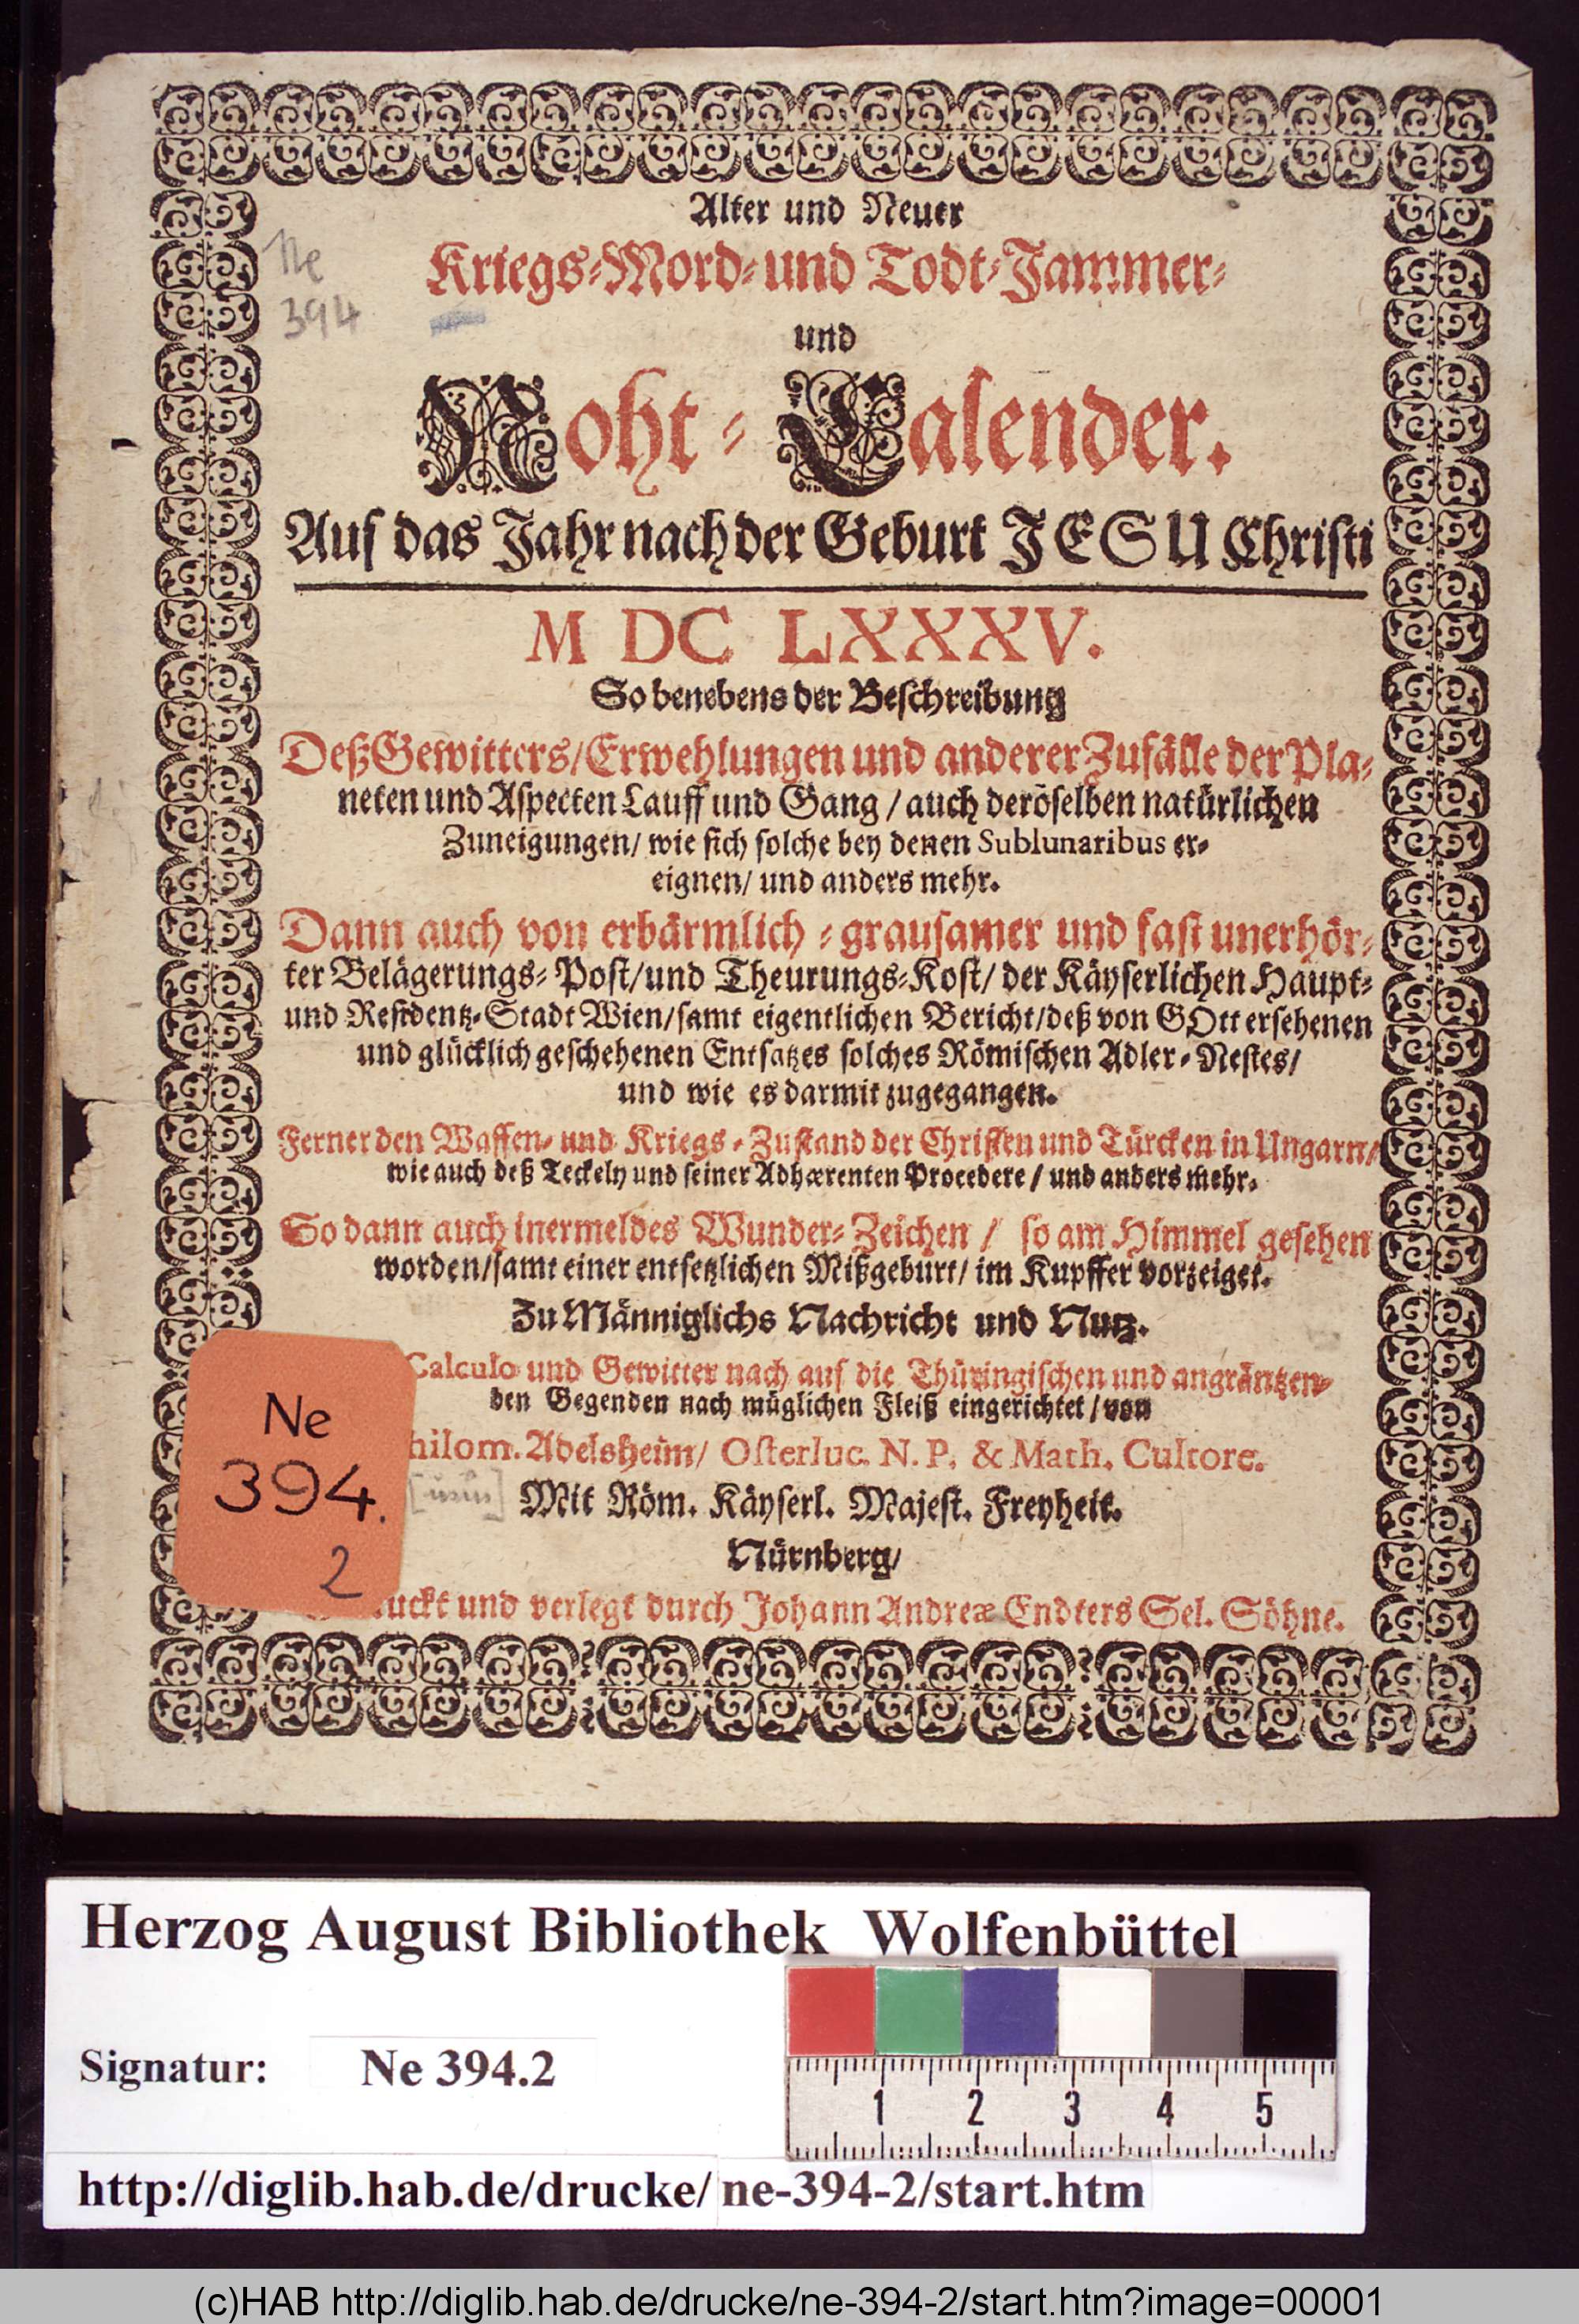 Alter und Neuer
Kriegs-Mord- und Todt-Jammer-
und
Noht-Calender.
Auf das Jahr nach der Geburt JESU Christi
M DC LXXXV.
So benebens der Beschreibung
Deß Gewitters/Erwehlungen und anderer Zufälle der Pla-
neten und Aspecten Lauff und Gang / auch deröselben natürlichen
Zuneigungen/ wie sich solche bey denen Sublunaribus er-
eignen/ und anders mehr.
Dann auch von erbärmlich-grausamer und fast unerhör-
ter Belägerungs-Post/und Theurungs-Kost/ der Käyserlichen Haupt-
und Residentz-Stadt Wien/samt eigentlichen Bericht/deß von GOtt ersehenen
und glücklich geschehenen Entsatzes solches Römischen Adler-Nestes/
und wie es darmit zugegangen.
Ferner den Waffen- und Kriegs-Zustand der Christen und Türcken in Ungarn/
wie auch deß Teckely und seiner Adhærenten Procedere / und anders mehr.
So dann auch inermeldes Wunder-Zeichen / so am Himmel gesehen
worden/samt einer entsetzlichen Mißgeburt/ im Kupffer vorzeiget.
Zu Männiglichs Nachricht und Nutz.
Calculo und Gewitter nach auf die Thüringischen und angräntzen-
den Gegenden nach müglichen Fleiß eingerichtet / von
hilom. Adelsheim/ Osterluc. N. P. & Math. Cultore.
Mit Röm. Käyserl. Majest. Freyheit.
Nürnberg/
uckt und verlegt durch Johann Andreæ Endters Sel. Söhne.
Ne
394
Ne
394.
2
Herzog August Bibliothek Wolfenbüttel
Signatur: Ne 394.2
1 2 3 4 5
http://diglib.hab.de/drucke/ne-394-2/start.htm
(c)HAB http://diglib.hab.de/drucke/ne-394-2/start.htm?image=00001